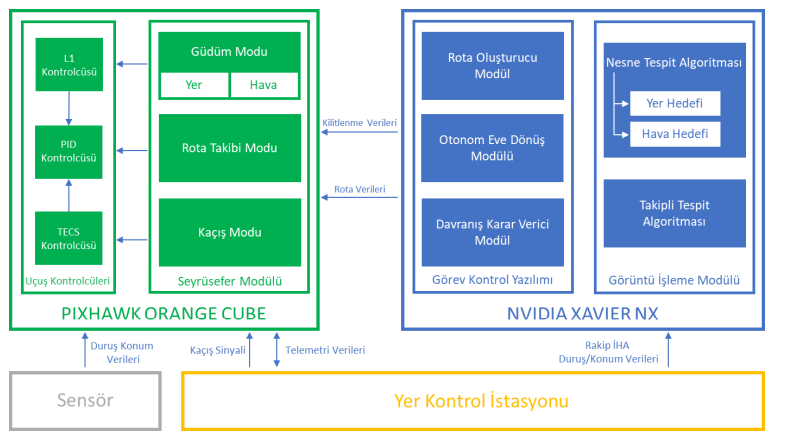 L1
Kontrolcüsü
PID
Kontrolcüsü
TECS
Kontrolcüsü
Uçuş Kontrolcüleri
Güdüm Modu
Yer
Hava
Rota Takibi Modu
Kaçış Modu
Seyrüsefer Modülü
PIXHAWK ORANGE CUBE
Kilitlenme Verileri
Rota Verileri
Rota Oluşturucu
Modül
Otonom Eve Dönüş
Modülü
Davranış Karar Verici
Modül
Görev Kontrol Yazılımı
Nesne Tespit Algoritması
Yer Hedefi
Hava Hedefi
Takipli Tespit
Algoritması
Görüntü İşleme Modülü
NVIDIA XAVIER NX
Duruş Konum
Verileri
Kaçış Sinyali
Telemetri Verileri
Rakip İHA
Duruş/Konum Verileri
Sensör
Yer Kontrol İstasyonu